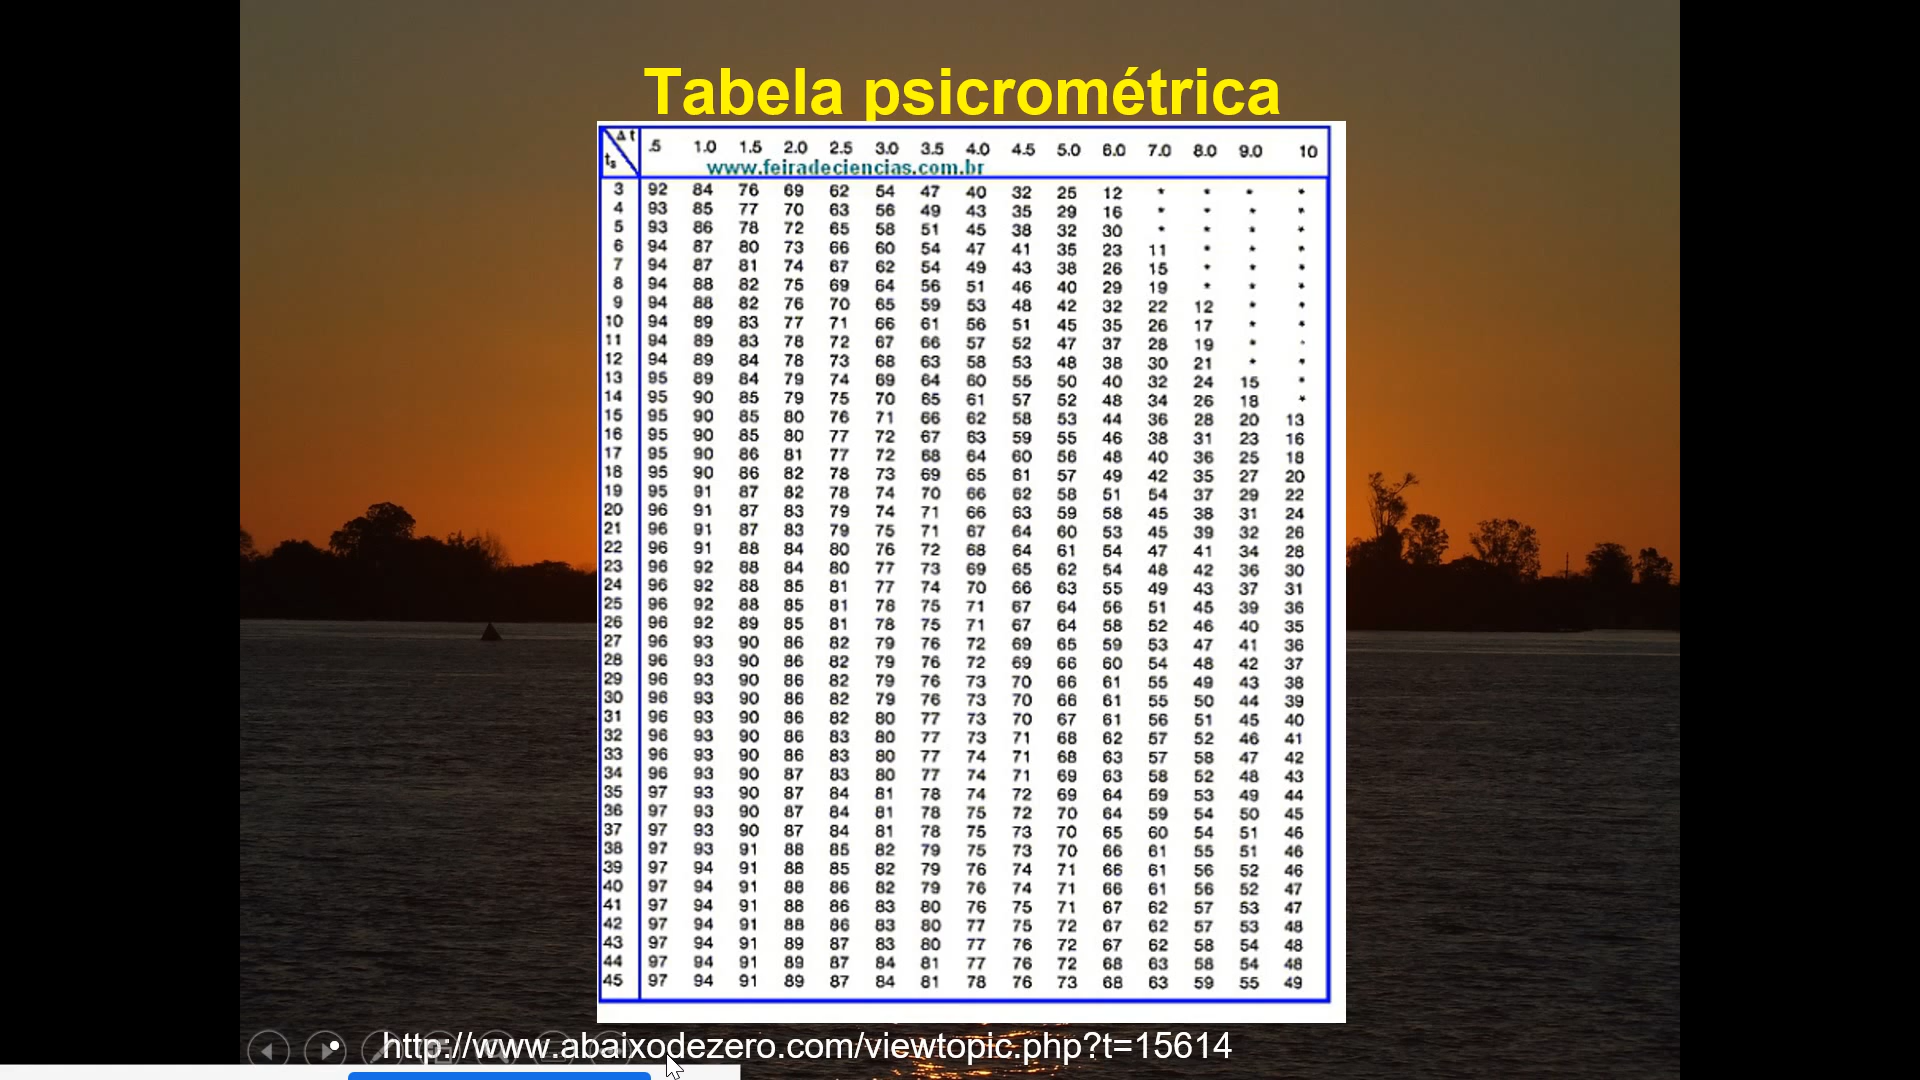 Tabela psicrométrica
Δ t
ts
.5 1.0 1.5 2.0 2.5 3.0 3.5 4.0 4.5 5.0 6.0 7.0 8.0 9.0 10
www.feiradeciencias.com.br
3 92 84 76 69 62 54 47 40 32 25 12 * * * *
4 93 85 77 70 63 56 49 43 35 29 16 * * * *
5 93 86 78 72 65 58 51 45 38 32 30 * * * *
6 94 87 80 73 66 60 54 47 41 35 23 11 * * *
7 94 87 81 74 67 62 54 49 43 38 26 15 * * *
8 94 88 82 75 69 64 56 51 46 40 29 19 * * *
9 94 88 82 76 70 65 59 53 48 42 32 22 12 * *
10 94 89 83 77 71 66 61 56 51 45 35 26 17 * *
11 94 89 83 78 72 67 66 57 52 47 37 28 19 * *
12 94 89 84 78 73 68 63 58 53 48 38 30 21 * *
13 95 89 84 79 74 69 64 60 55 50 40 32 24 15 *
14 95 90 85 79 75 70 65 61 57 52 48 34 26 18 *
15 95 90 85 80 76 71 66 62 58 53 44 36 28 20 13
16 95 90 85 80 77 72 67 63 59 55 46 38 31 23 16
17 95 90 86 81 77 72 68 64 60 56 48 40 36 25 18
18 95 90 86 82 78 73 69 65 61 57 49 42 35 27 20
19 95 91 87 82 78 74 70 66 62 58 51 54 37 29 22
20 96 91 87 83 79 74 71 66 63 59 58 45 38 31 24
21 96 91 87 83 79 75 71 67 64 60 53 45 39 32 26
22 96 91 88 84 80 76 72 68 64 61 54 47 41 34 28
23 96 92 88 84 80 77 73 69 65 62 54 48 42 36 30
24 96 92 88 85 81 77 74 70 66 63 55 49 43 37 31
25 96 92 88 85 81 78 75 71 67 64 56 51 45 39 36
26 96 92 89 85 81 78 75 71 67 64 58 52 46 40 35
27 96 93 90 86 82 79 76 72 69 65 59 53 47 41 36
28 96 93 90 86 82 79 76 72 69 66 60 54 48 42 37
29 96 93 90 86 82 79 76 73 70 66 61 55 49 43 38
30 96 93 90 86 82 79 76 73 70 66 61 55 50 44 39
31 96 93 90 86 82 80 77 73 70 67 61 56 51 45 40
32 96 93 90 86 83 80 77 73 71 68 62 57 52 46 41
33 96 93 90 86 83 80 77 74 71 68 63 57 58 47 42
34 96 93 90 87 83 80 77 74 71 69 63 58 52 48 43
35 97 93 90 87 84 81 78 74 72 69 64 59 53 49 44
36 97 93 90 87 84 81 78 75 72 70 64 59 54 50 45
37 97 93 90 87 84 81 78 75 73 70 65 60 54 51 46
38 97 93 91 88 85 82 79 75 73 70 66 61 55 51 46
39 97 94 91 88 85 82 79 76 74 71 66 61 56 52 46
40 97 94 91 88 86 82 79 76 74 71 66 61 56 52 47
41 97 94 91 88 86 83 80 76 75 71 67 62 57 53 47
42 97 94 91 88 86 83 80 77 75 72 67 62 57 53 48
43 97 94 91 89 87 83 80 77 76 72 67 62 58 54 48
44 97 94 91 89 87 84 81 77 76 72 68 63 58 54 48
45 97 94 91 89 87 84 81 78 76 73 68 63 59 55 49
• http://www.abaixodezero.com/viewtopic.php?t=15614